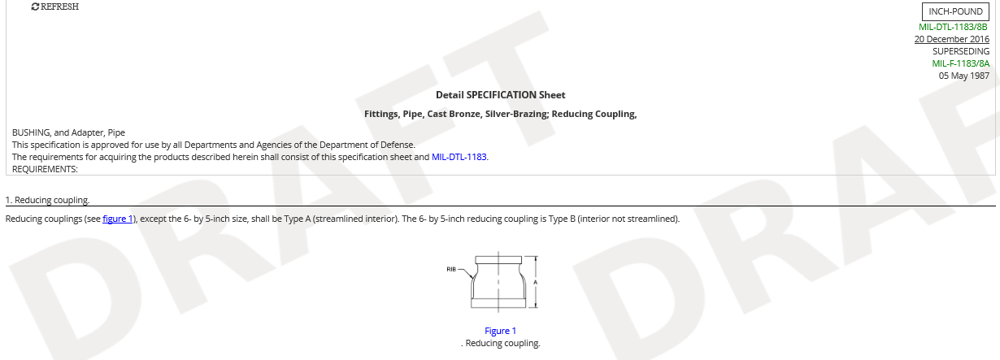 REFRESH
INCH-POUND
MIL-DTL-1183/8B
20 December 2016
SUPERSEDING
MIL-F-1183/8A
05 May 1987
Detail SPECIFICATION Sheet
Fittings, Pipe, Cast Bronze, Silver-Brazing; Reducing Coupling,
BUSHING, and Adapter, Pipe
This specification is approved for use by all Departments and Agencies of the Department of Defense.
The requirements for acquiring the products described herein shall consist of this specification sheet and MIL-DTL-1183.
REQUIREMENTS:
1. Reducing coupling.
Reducing couplings (see figure 1), except the 6- by 5-inch size, shall be Type A (streamlined interior). The 6- by 5-inch reducing coupling is Type B (interior not streamlined).
RIB
A
Figure 1
. Reducing coupling.
DRAFT
DRAF